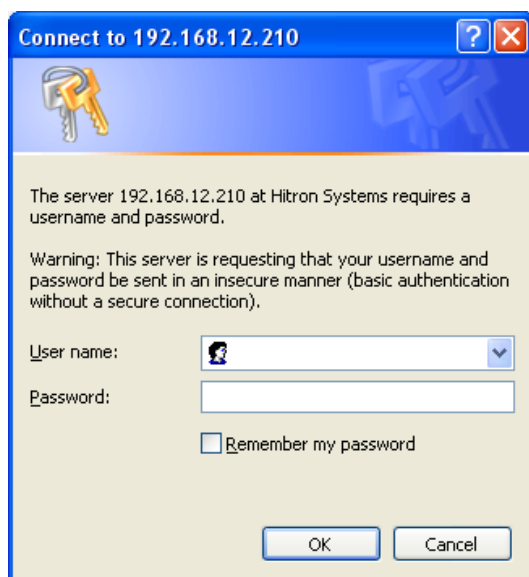 Connect to 192.168.12.210
The server 192.168.12.210 at Hitron Systems requires a
username and password.
Warning: This server is requesting that your username and
password be sent in an insecure manner (basic authentication
without a secure connection).
User name:
Password:
Remember my password
OK Cancel